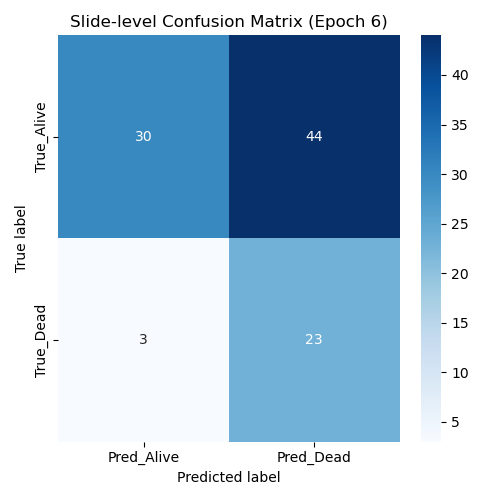 Slide-level Confusion Matrix (Epoch 6)
True label
True_Alive
True_Dead
30 44
3 23
Pred_Alive Pred_Dead
Predicted label
40
35
30
25
20
15
10
5